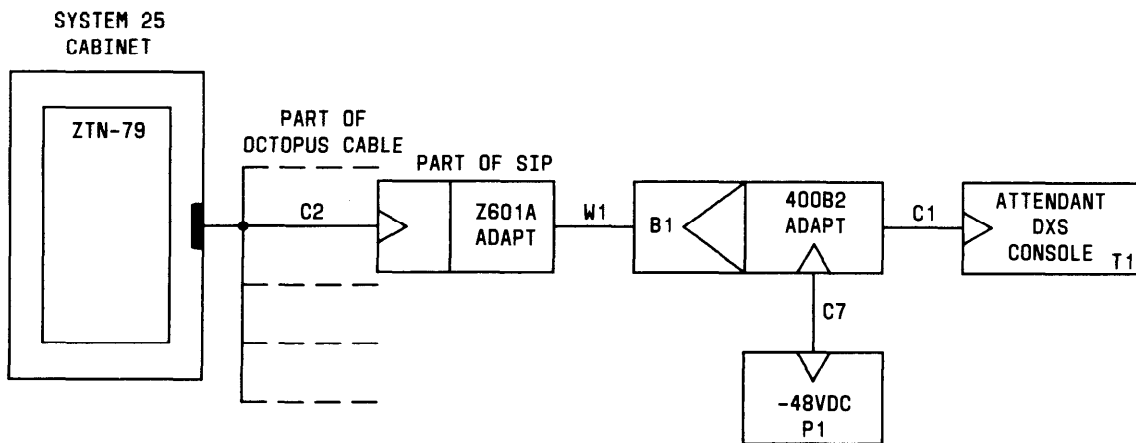 SYSTEM 25
CABINET
ZTN-79
PART OF
OCTOPUS CABLE
C2
PART OF SIP
Z601A
ADAPT
W1
B1
400B2
ADAPT
C1
ATTENDANT
DXS
CONSOLE
T1
C7
-48VDC
P1